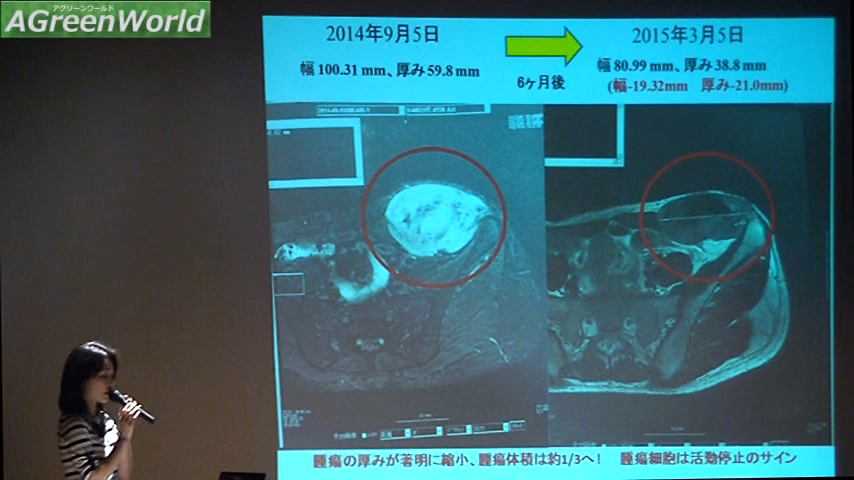 アグリーンワールド
AGreenWorld
2014年9月5日
2015年3月5日
幅 100.31 mm、厚み 59.8 mm
6ヶ月後
幅 80.99 mm、厚み 38.8 mm
(幅-19.32mm 厚み-21.0mm)
腫瘍の厚みが著明に縮小、腫瘍体積は約1/3へ! 腫瘍細胞は活動停止のサイン